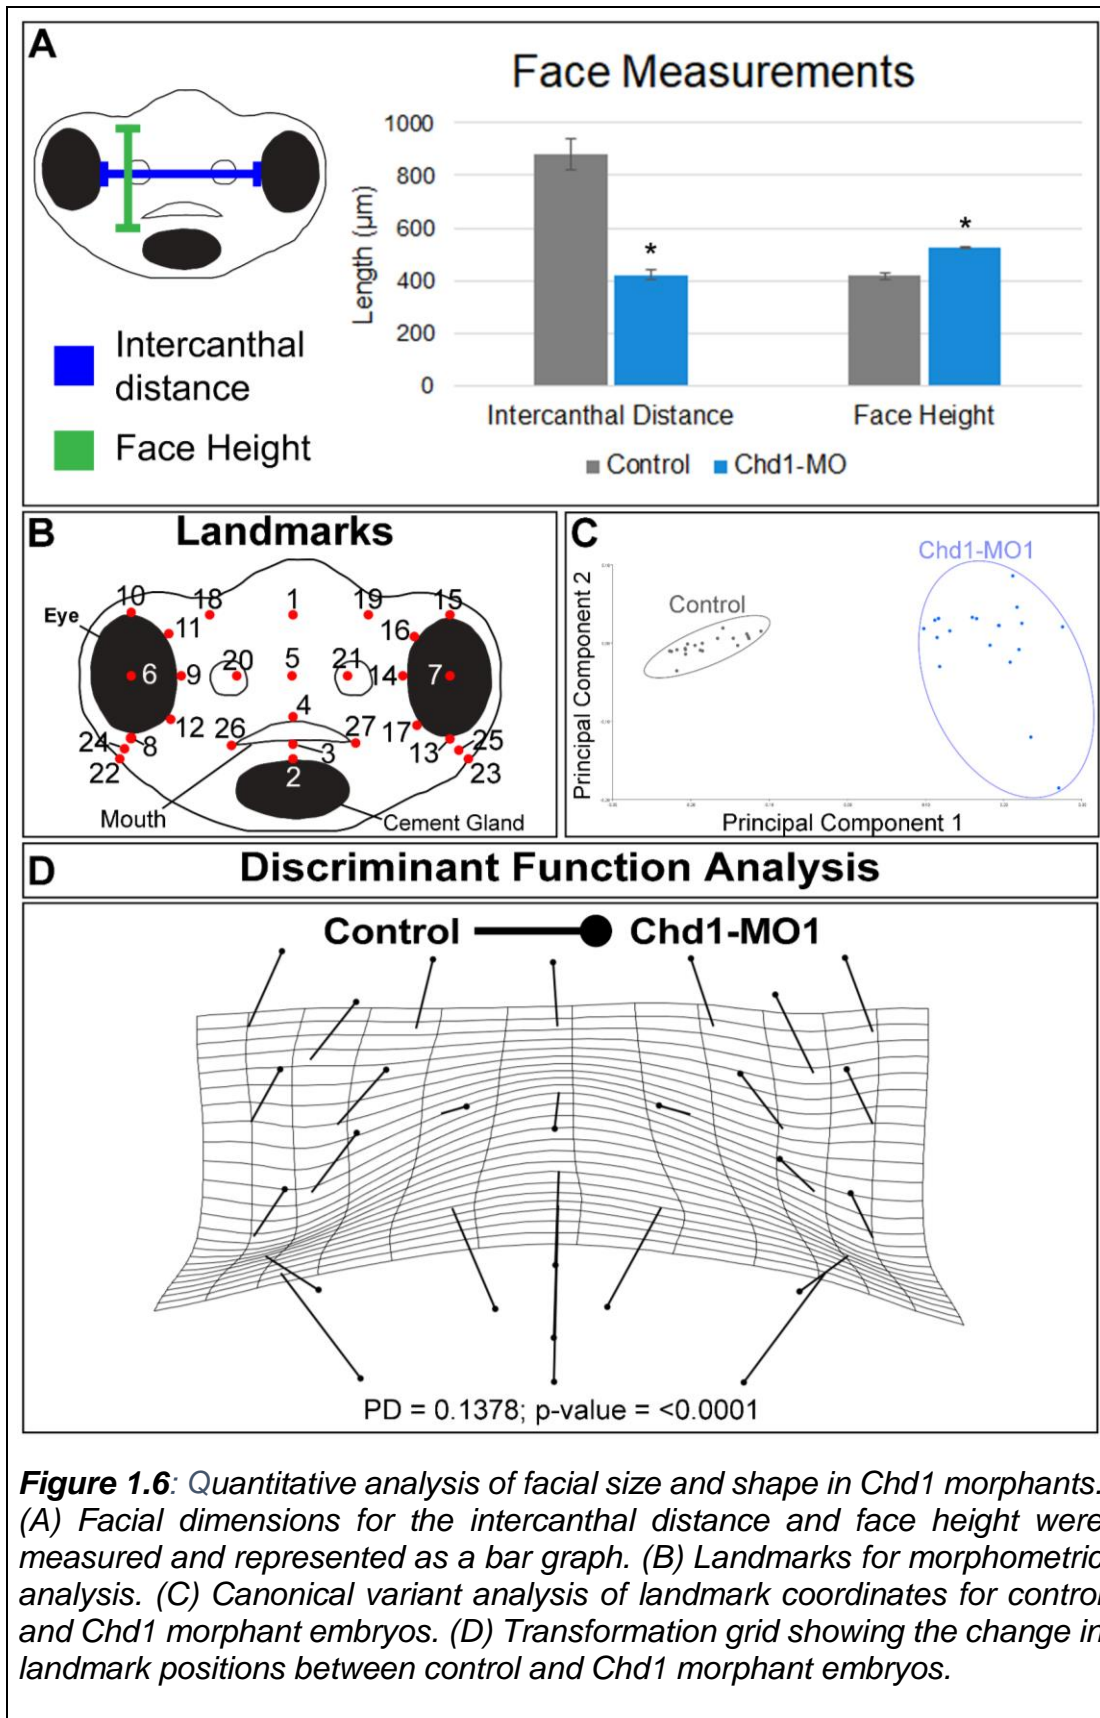 A
Face Measurements
Length (µm)
1000
800
600
400
200
0
*
*
Intercanthal Distance
Face Height
Control
Chd1-MO
Intercanthal
distance
Face Height
B
Landmarks
Eye
10
18
1
19
15
11
16
6
9
20
5
21
14
7
12
26
4
27
17
24
8
3
13
25
22
2
23
Mouth
Cement Gland
C
Chd1-MO1
Control
Principal Component 2
Principal Component 1
D
Discriminant Function Analysis
Control
Chd1-MO1
PD = 0.1378; p-value = <0.0001
Figure 1.6: Quantitative analysis of facial size and shape in Chd1 morphants.
(A) Facial dimensions for the intercanthal distance and face height were
measured and represented as a bar graph. (B) Landmarks for morphometric
analysis. (C) Canonical variant analysis of landmark coordinates for control
and Chd1 morphant embryos. (D) Transformation grid showing the change in
landmark positions between control and Chd1 morphant embryos.